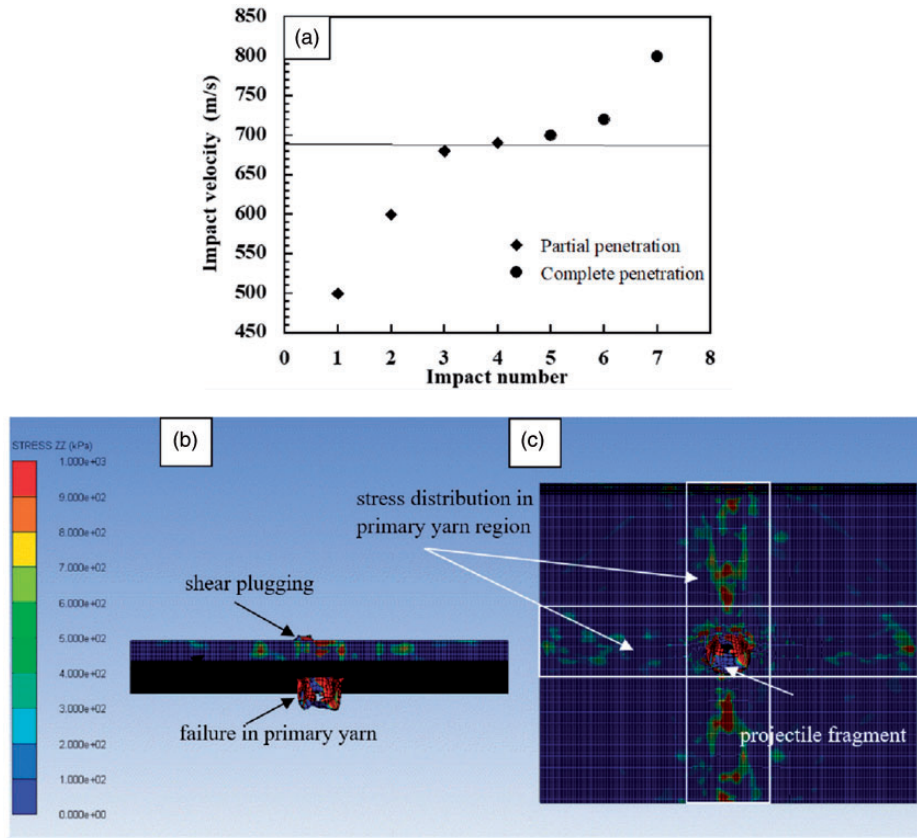 (a)
850
800
750
700
650
600
550
500
450
Impact velocity (m/s)
Partial penetration
Complete penetration
0 1 2 3 4 5 6 7 8
Impact number
(b)
(c)
STRESS ZZ (kPa)
1.000e+03
9.000e+02
8.000e+02
7.000e+02
6.000e+02
5.000e+02
4.000e+02
3.000e+02
2.000e+02
1.000e+02
0.000e+00
shear plugging
failure in primary yarn
stress distribution in
primary yarn region
projectile fragment